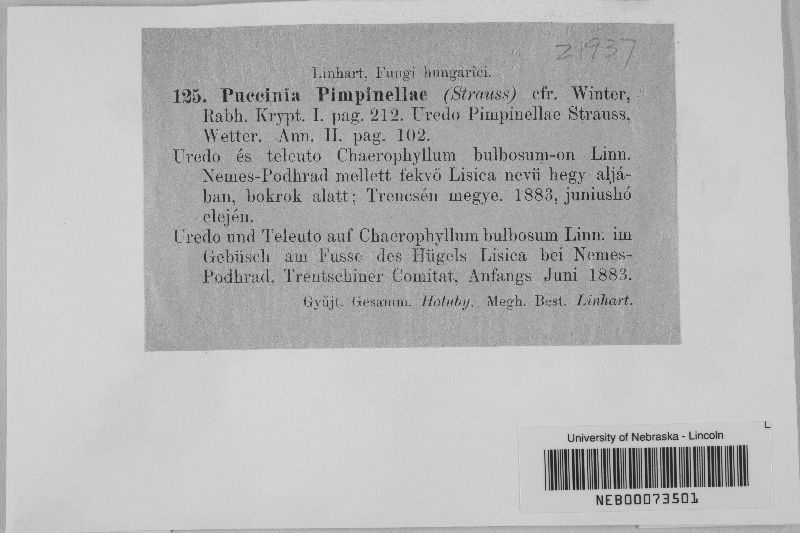 21937
Linhart, Fungi hungarici.
125. Puccinia Pimpinellae (Strauss) cfr. Winter,
Rabh. Krypt. I. pag. 212. Uredo Pimpinellae Strauss,
Wetter. Ann. II. pag. 102.
Uredo és teleuto Chaerophyllum bulbosum-on Linn.
Nemes-Podhrad mellett fekvő Lisica nevü hegy aljá-
ban, bokrok alatt; Trencsén megye. 1883, juniushó
elején.
Uredo und Teleuto auf Chaerophyllum bulbosum Linn. im
Gebüsch am Fusse des Hügels Lisica bei Nemes-
Podhrad, Trentschiner Comitat, Anfangs Juni 1883.
Gyűjt. Gesamm. Holuby. Megh. Best. Linhart.
L
University of Nebraska - Lincoln
NEB00073501